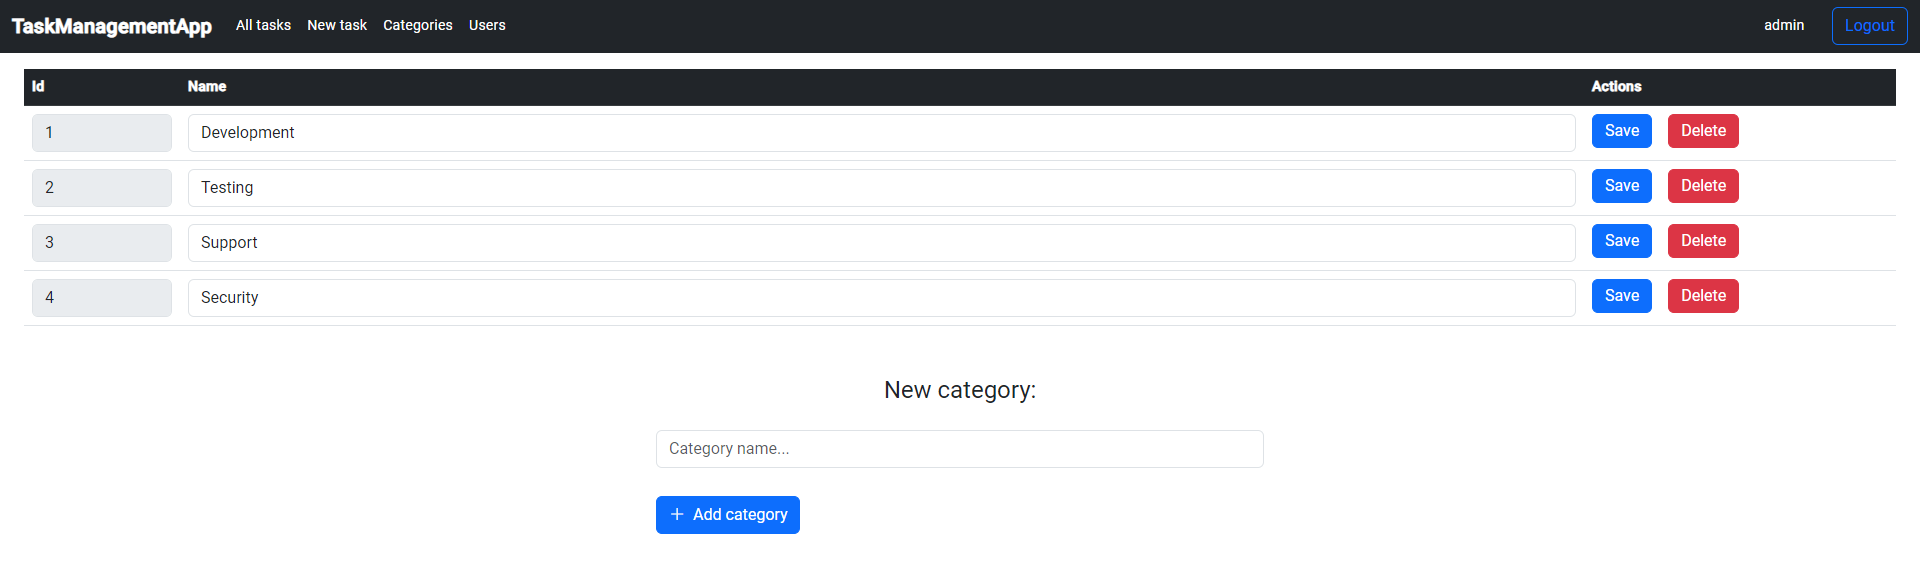 TaskManagementApp All tasks New task Categories Users admin Logout
Id Name Actions
1 Development Save Delete
2 Testing Save Delete
3 Support Save Delete
4 Security Save Delete
New category:
Category name...
+ Add category